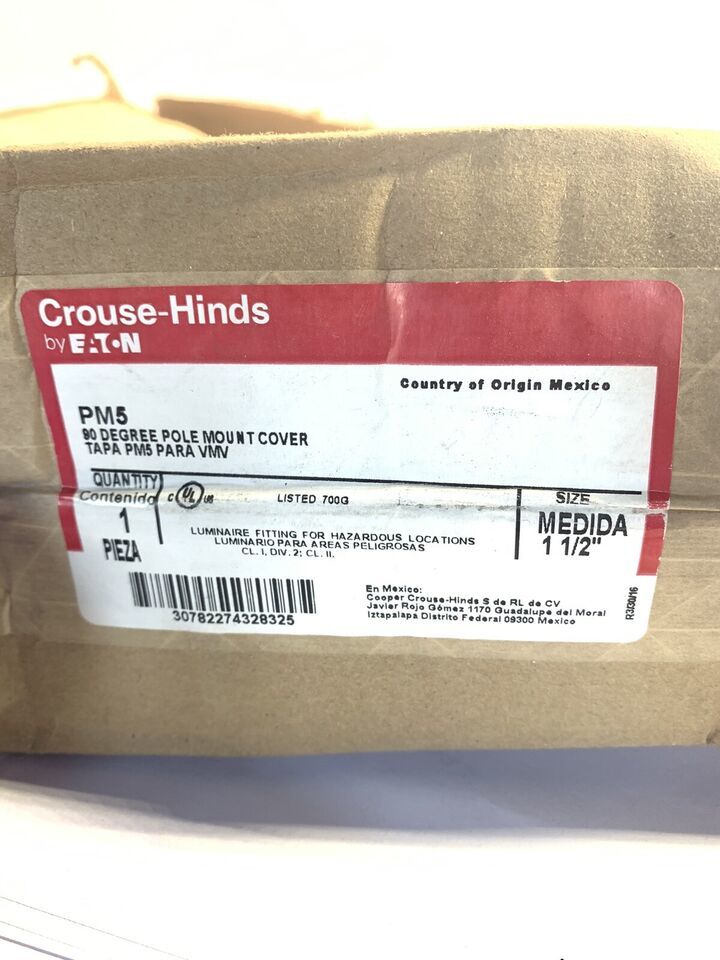 Crouse-Hinds
by EATON
Country of Origin Mexico
PM5
90 DEGREE POLE MOUNT COVER
TAPA PM5 PARA VMV
QUANTITY
Contenido
1
PIEZA
C UL US
LISTED 700G
LUMINAIRE FITTING FOR HAZARDOUS LOCATIONS
LUMINARIO PARA AREAS PELIGROSAS
CL. I, DIV. 2; CL. II.
SIZE
MEDIDA
1 1/2"
30782274328325
En Mexico:
Cooper Crouse-Hinds S de RL de CV
Javier Rojo Gómez 1170 Guadalupe del Moral
Iztapalapa Distrito Federal 09300 Mexico